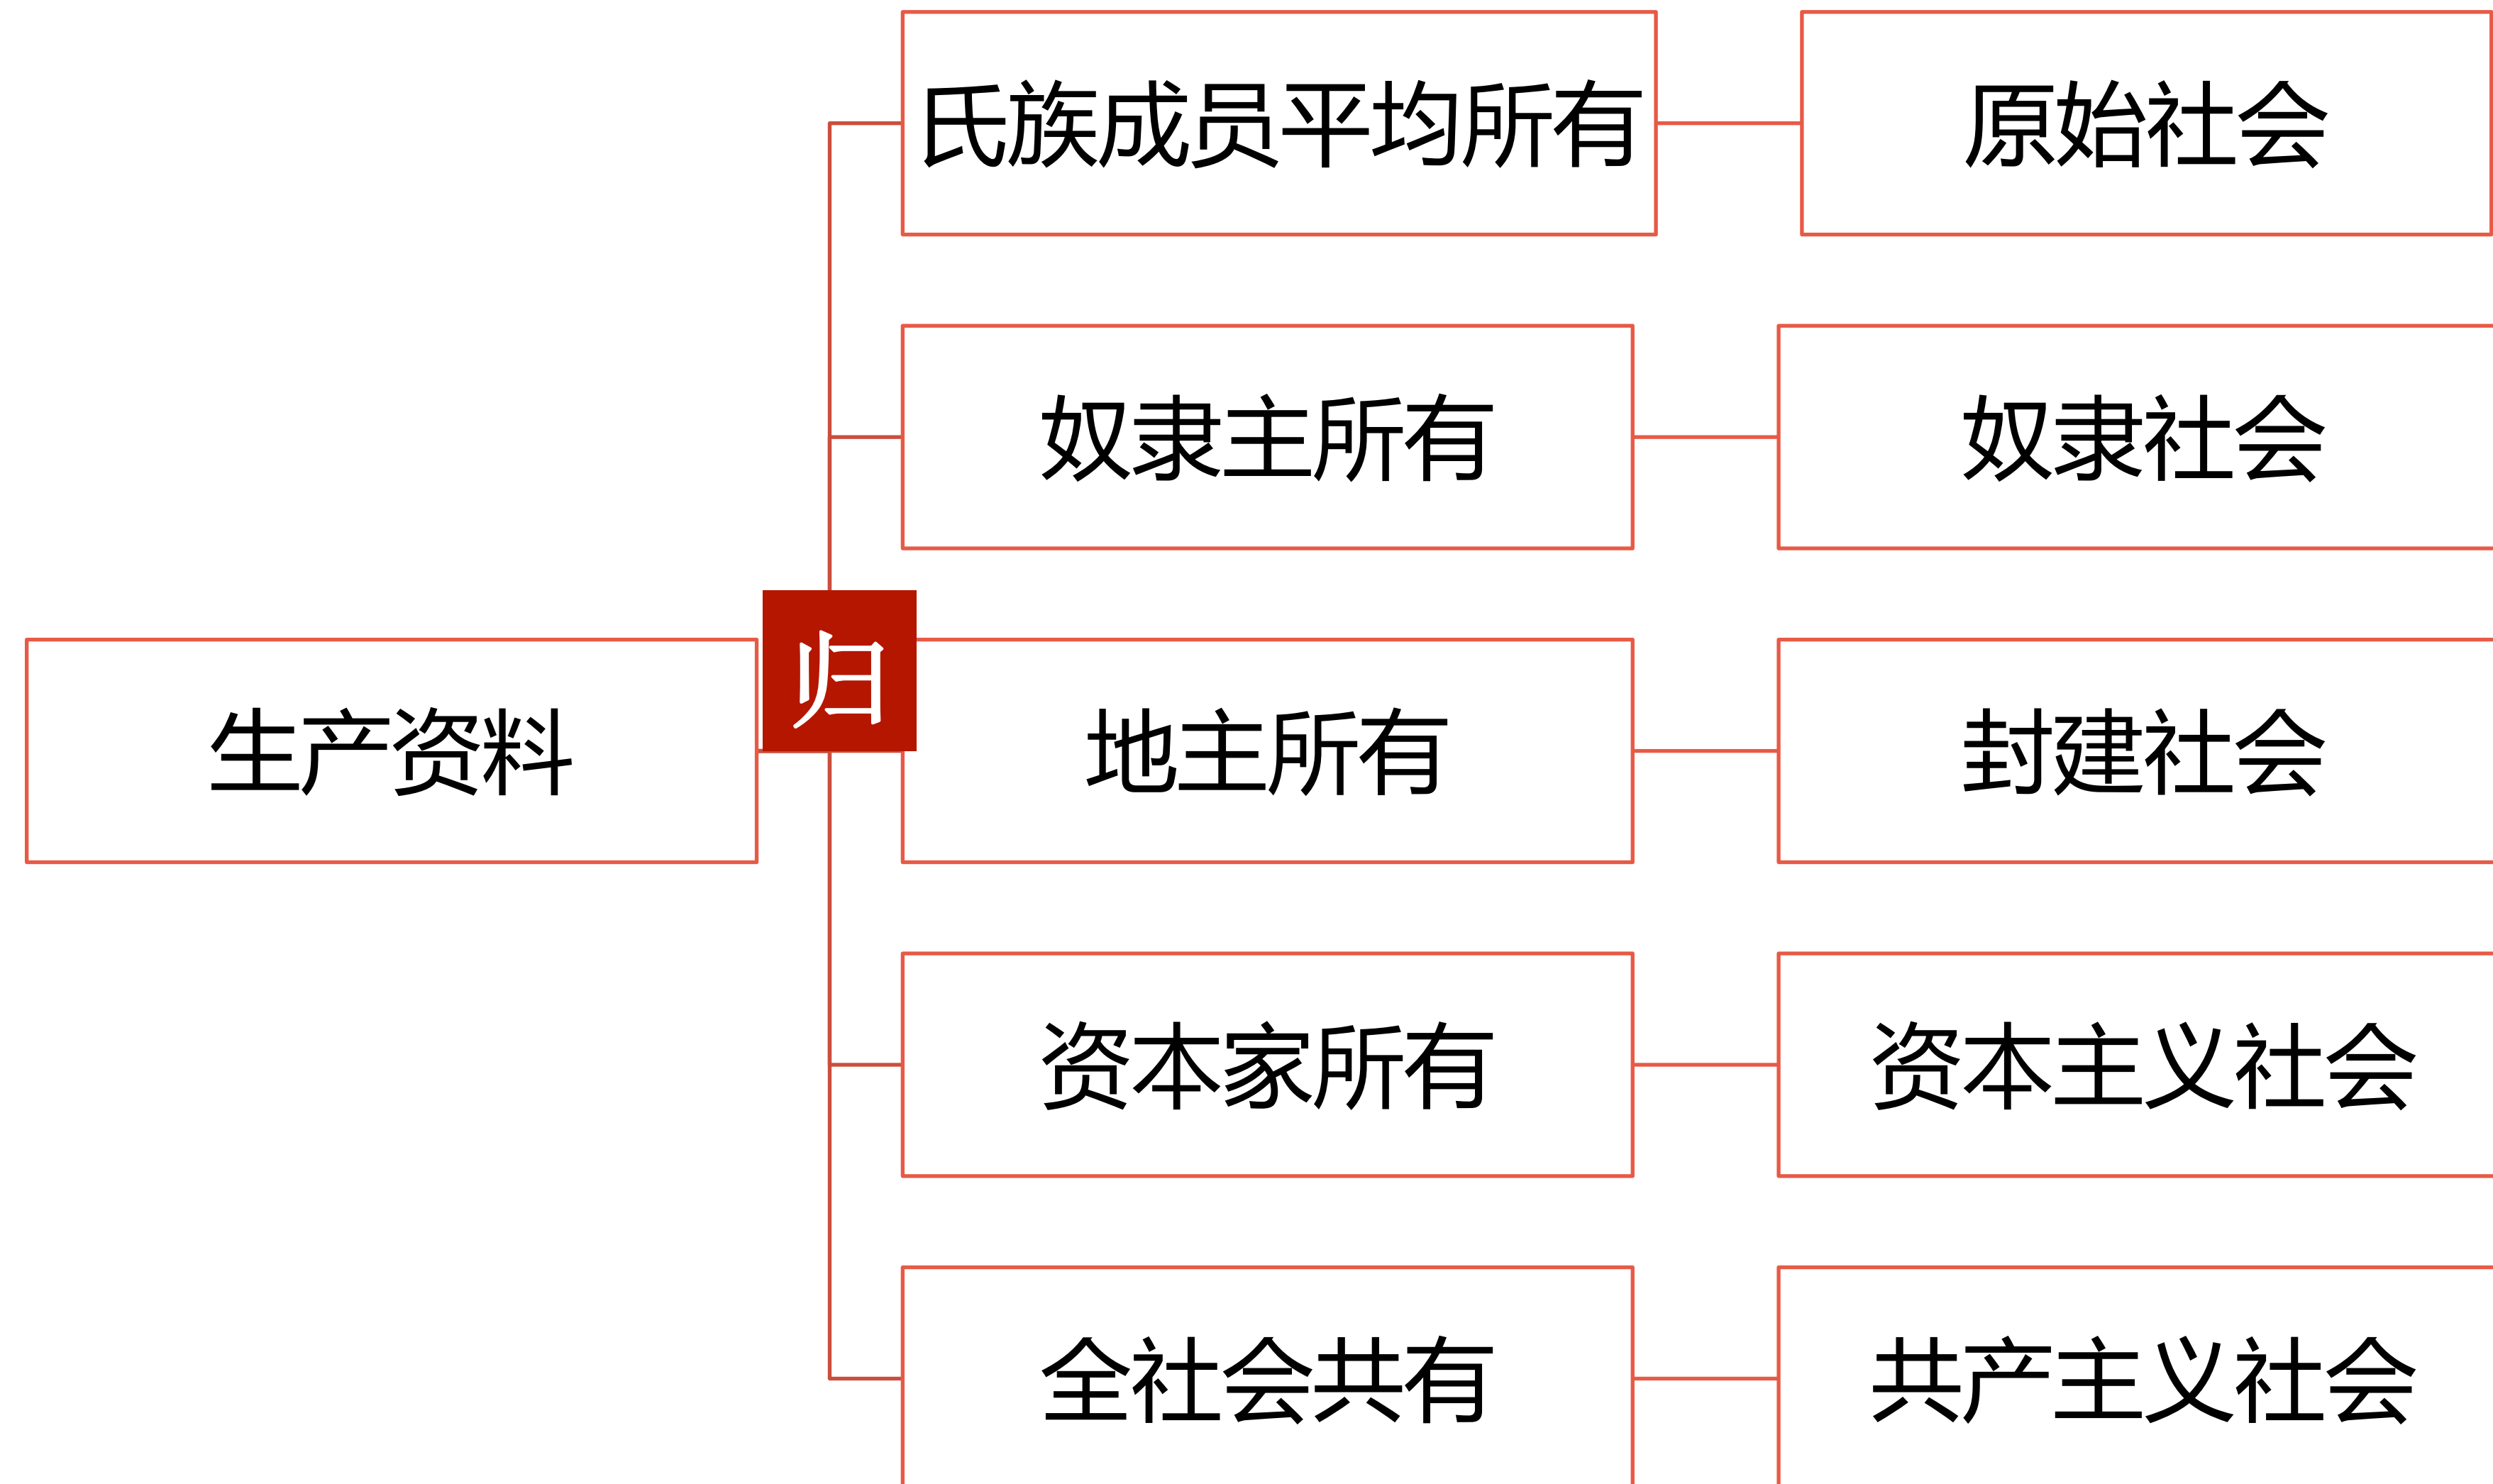 氏族成员平均所有
原始社会
奴隶主所有
奴隶社会
生产资料
归
地主所有
封建社会
资本家所有
资本主义社会
全社会共有
共产主义社会